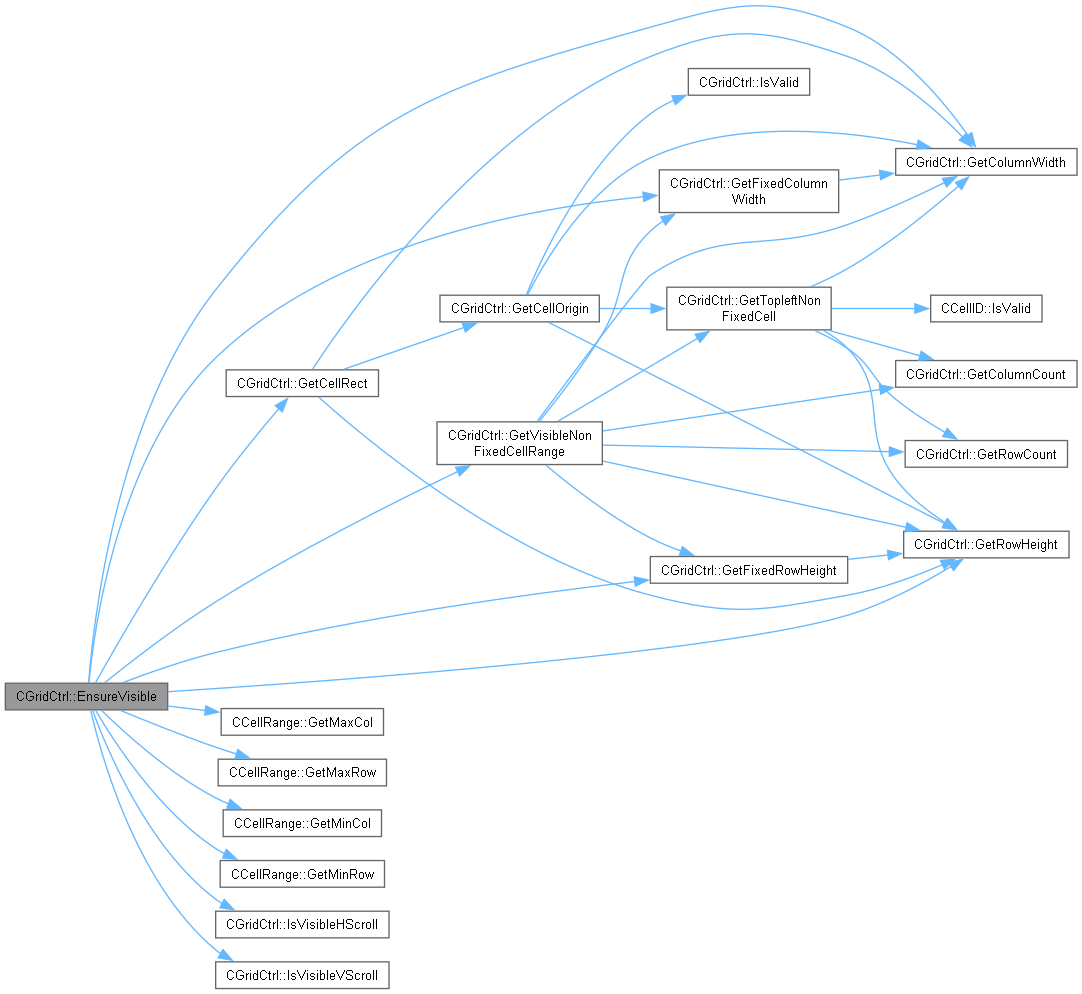 CGridCtrl::IsValid
CGridCtrl::GetColumnWidth
CGridCtrl::GetFixedColumn
Width
CGridCtrl::GetCellOrigin
CGridCtrl::GetTopleftNon
FixedCell
CCellID::IsValid
CGridCtrl::GetCellRect
CGridCtrl::GetColumnCount
CGridCtrl::GetVisibleNon
FixedCellRange
CGridCtrl::GetRowCount
CGridCtrl::GetRowHeight
CGridCtrl::GetFixedRowHeight
CGridCtrl::EnsureVisible
CCellRange::GetMaxCol
CCellRange::GetMaxRow
CCellRange::GetMinCol
CCellRange::GetMinRow
CGridCtrl::IsVisibleHScroll
CGridCtrl::IsVisibleVScroll